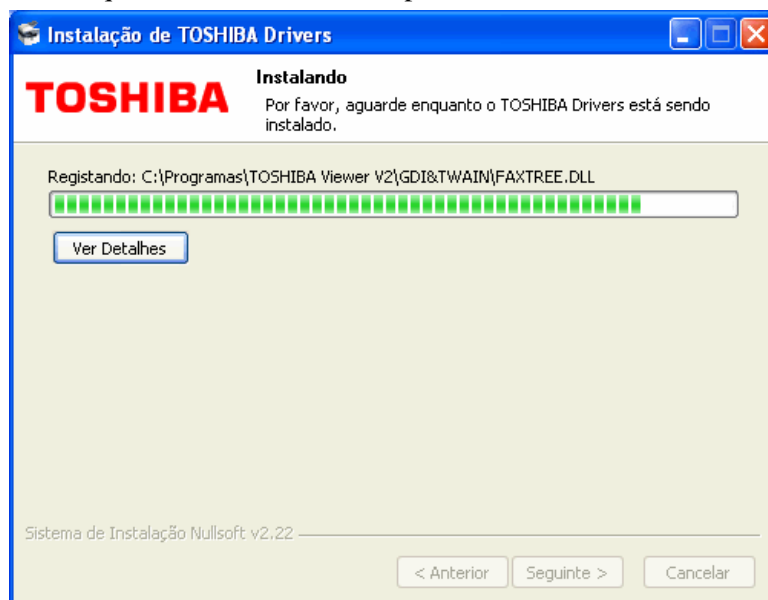 Instalação de TOSHIBA Drivers
TOSHIBA
Instalando
Por favor, aguarde enquanto o TOSHIBA Drivers está sendo
instalado.
Registando: C:\Programas\TOSHIBA Viewer V2\GDI&TWAIN\FAXTREE.DLL
Ver Detalhes
Sistema de Instalação Nullsoft v2.22
< Anterior
Seguinte >
Cancelar